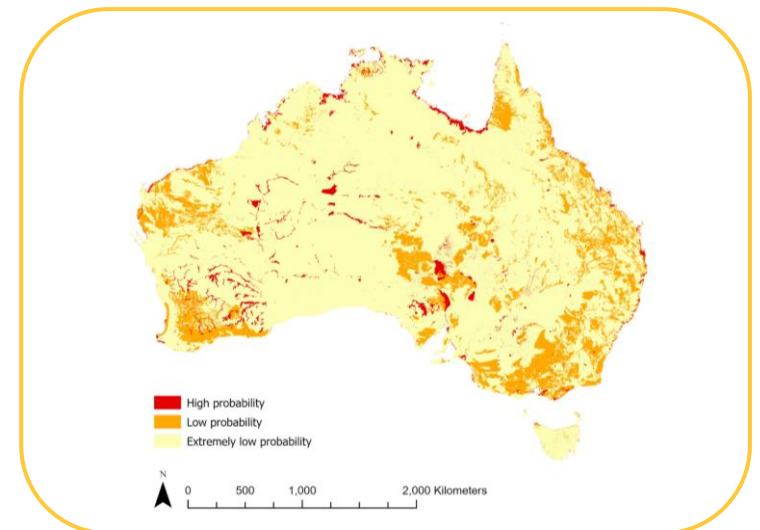 High probability
Low probability
Extremely low probability
N
0 500 1,000 2,000 Kilometers